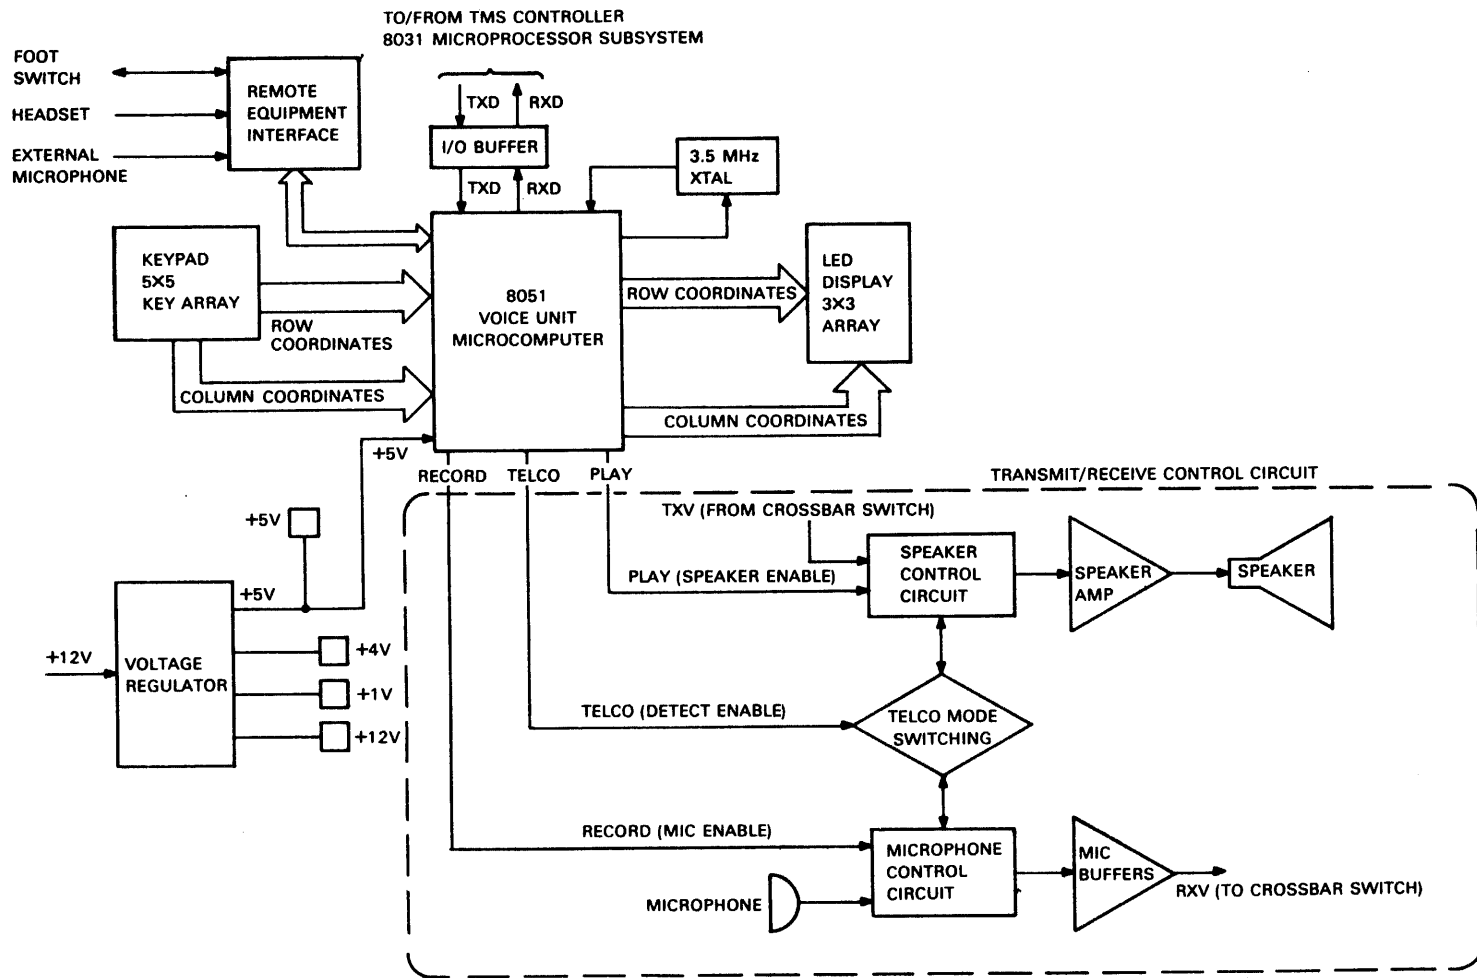 TO/FROM TMS CONTROLLER
8031 MICROPROCESSOR SUBSYSTEM
FOOT
SWITCH
HEADSET
EXTERNAL
MICROPHONE
REMOTE
EQUIPMENT
INTERFACE
TXD
RXD
I/O BUFFER
TXD
RXD
3.5 MHz
XTAL
KEYPAD
5X5
KEY ARRAY
ROW
COORDINATES
COLUMN COORDINATES
8051
VOICE UNIT
MICROCOMPUTER
ROW COORDINATES
LED
DISPLAY
3X3
ARRAY
COLUMN COORDINATES
+5V
RECORD
TELCO
PLAY
TRANSMIT/RECEIVE CONTROL CIRCUIT
+5V
+5V
+12V
VOLTAGE
REGULATOR
+4V
+1V
+12V
TXV (FROM CROSSBAR SWITCH)
PLAY (SPEAKER ENABLE)
SPEAKER
CONTROL
CIRCUIT
SPEAKER
AMP
SPEAKER
TELCO (DETECT ENABLE)
TELCO MODE
SWITCHING
RECORD (MIC ENABLE)
MICROPHONE
MICROPHONE
CONTROL
CIRCUIT
MIC
BUFFERS
RXV (TO CROSSBAR SWITCH)